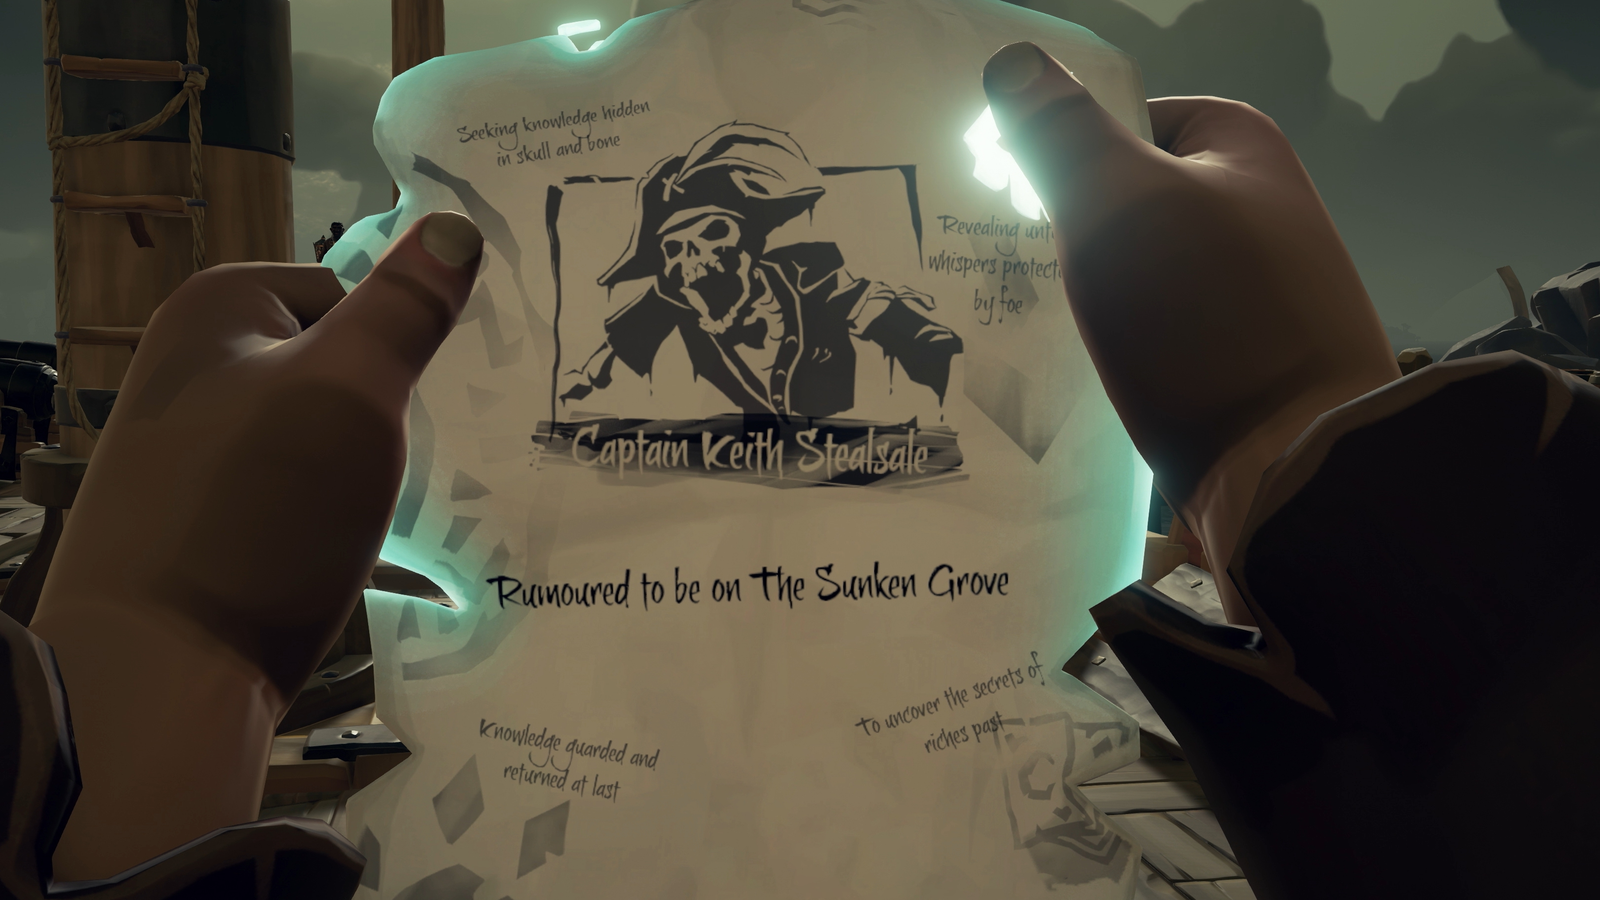 Seeking knowledge hidden
in skull and bone
Revealing
whispers
by foe
Captain Keith Stealsale
Rumoured to be on The Sunken Grove
To uncover the secrets of
riches past
Knowledge guarded and
returned at last